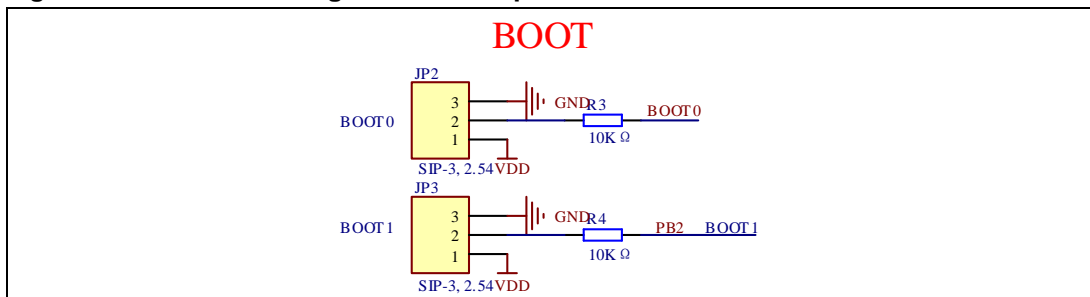 BOOT
JP2
BOOT0
3
2
1
GND
R3
10K Ω
BOOT0
VDD
SIP-3, 2.54
JP3
BOOT1
3
2
1
GND
R4
10K Ω
PB2
BOOT1
VDD
SIP-3, 2.54